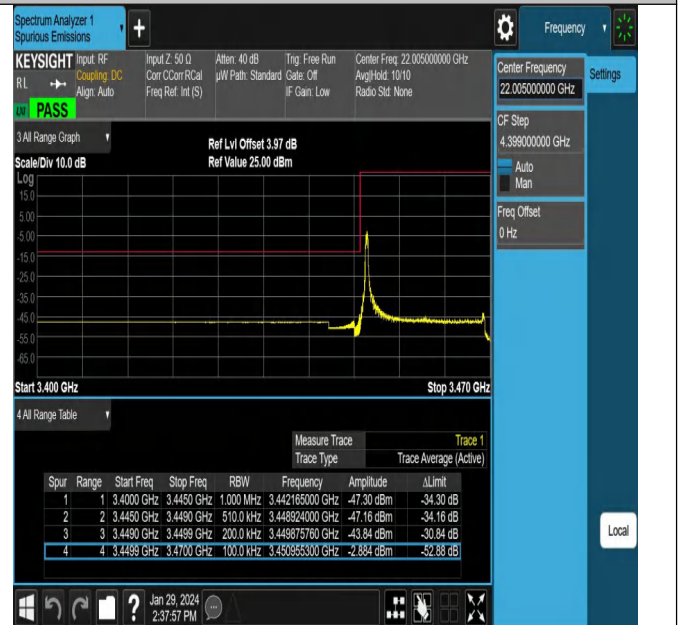 Spectrum Analyzer 1
Spurious Emissions
+
Frequency
KEYSIGHT Input: RF Input Z: 50 Ω Atten: 40 dB Trig: Free Run Center Freq: 22.005000000 GHz
RL Coupling: DC Corr CCorr RCal µW Path: Standard Gate: Off Avg|Hold: 10/10
Align: Auto Freq Ref: Int (S) IF Gain: Low Radio Std: None
LXI PASS
Center Frequency
22.005000000 GHz
Settings
CF Step
4.399000000 GHz
Auto
Man
Freq Offset
0 Hz
3 All Range Graph
Ref Lvl Offset 3.97 dB
Scale/Div 10.0 dB Ref Value 25.00 dBm
Log
15.0
5.00
-5.00
-15.0
-25.0
-35.0
-45.0
-55.0
-65.0
Start 3.400 GHz Stop 3.470 GHz
4 All Range Table
Measure Trace Trace 1
Trace Type Trace Average (Active)
Spur Range Start Freq Stop Freq RBW Frequency Amplitude ΔLimit
1 1 3.4000 GHz 3.4450 GHz 1.000 MHz 3.442165000 GHz -47.30 dBm -34.30 dB
2 2 3.4450 GHz 3.4490 GHz 510.0 kHz 3.448924000 GHz -47.16 dBm -34.16 dB
3 3 3.4490 GHz 3.4499 GHz 200.0 kHz 3.449875760 GHz -43.84 dBm -30.84 dB
4 4 3.4499 GHz 3.4700 GHz 100.0 kHz 3.450955300 GHz -2.884 dBm -52.88 dB
Local
? Jan 29, 2024
2:37:57 PM